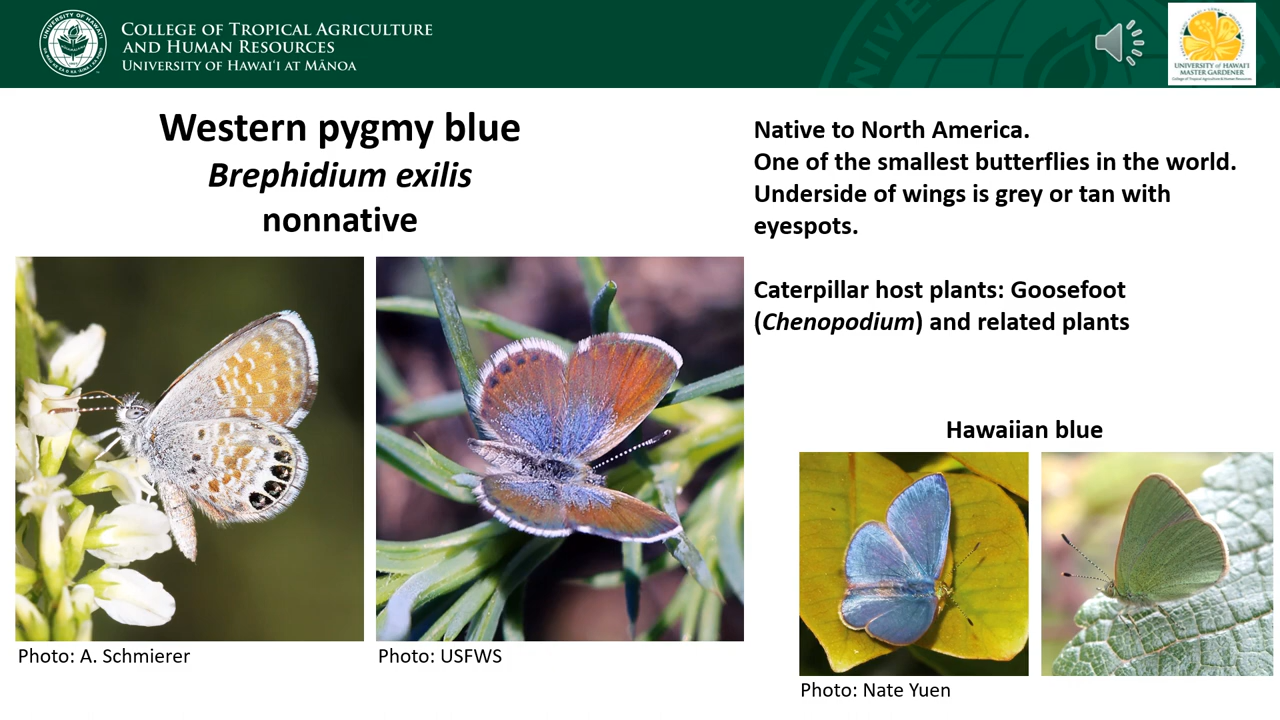 COLLEGE OF TROPICAL AGRICULTURE
AND HUMAN RESOURCES
UNIVERSITY OF HAWAIʻI AT MĀNOA
UNIVERSITY of HAWAI'I
MASTER GARDENER
Western pygmy blue
Brephidium exilis
nonnative
Native to North America.
One of the smallest butterflies in the world.
Underside of wings is grey or tan with
eyespots.
Caterpillar host plants: Goosefoot
(Chenopodium) and related plants
Hawaiian blue
Photo: A. Schmierer
Photo: USFWS
Photo: Nate Yuen